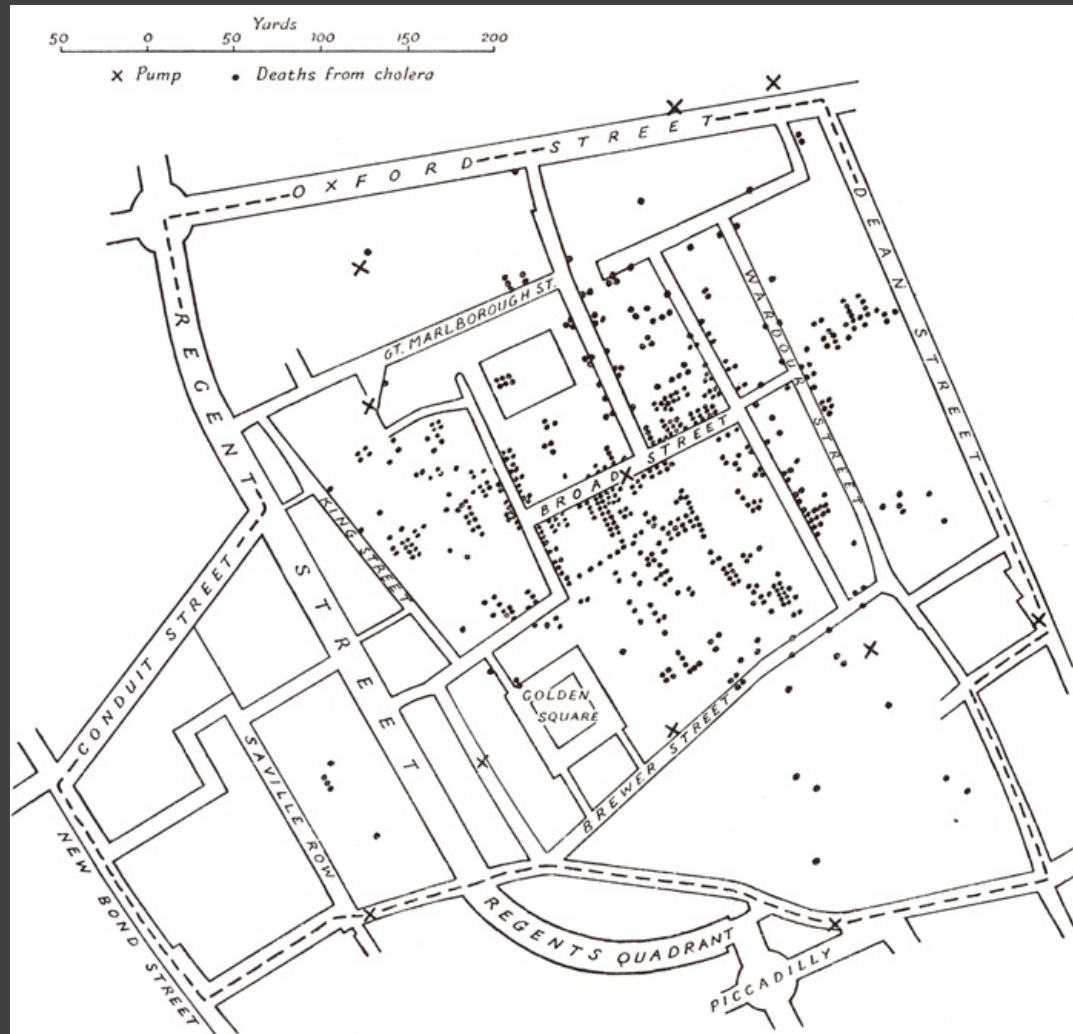 Yards
50 0 50 100 150 200
× Pump • Deaths from cholera
OXFORD STREET
DEAN STREET
REGENT STREET
GT. MARLBOROUGH ST.
WARDOUR STREET
BROAD STREET
KING STREET
CONDUIT STREET
GOLDEN
SQUARE
SAVILLE ROW
BREWER STREET
NEW BOND STREET
REGENTS QUADRANT
PICCADILLY